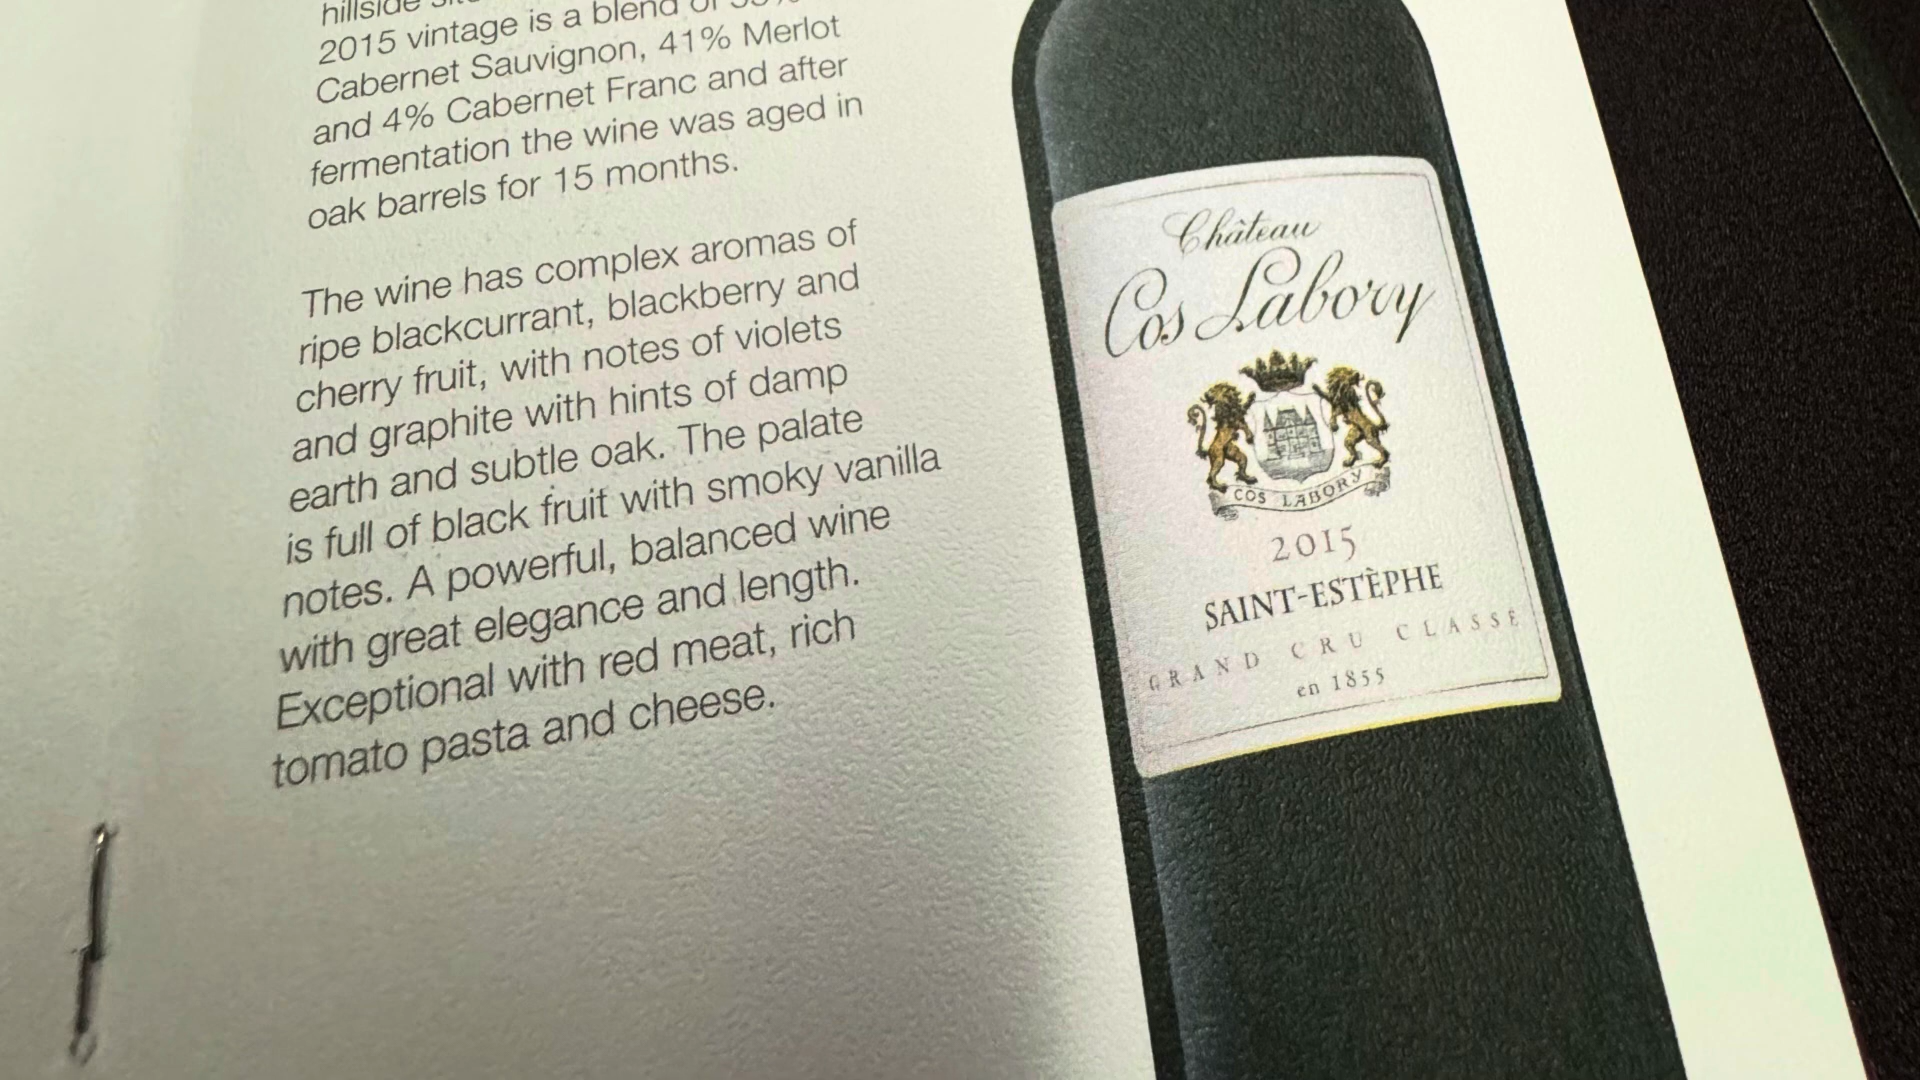 hillside
2015 vintage is a blend of 55%
Cabernet Sauvignon, 41% Merlot
and 4% Cabernet Franc and after
fermentation the wine was aged in
oak barrels for 15 months.
The wine has complex aromas of
ripe blackcurrant, blackberry and
cherry fruit, with notes of violets
and graphite with hints of damp
earth and subtle oak. The palate
is full of black fruit with smoky vanilla
notes. A powerful, balanced wine
with great elegance and length.
Exceptional with red meat, rich
tomato pasta and cheese.
Château
Cos Labory
COS LABORY
2015
SAINT-ESTÈPHE
GRAND CRU CLASSÉ
en 1855